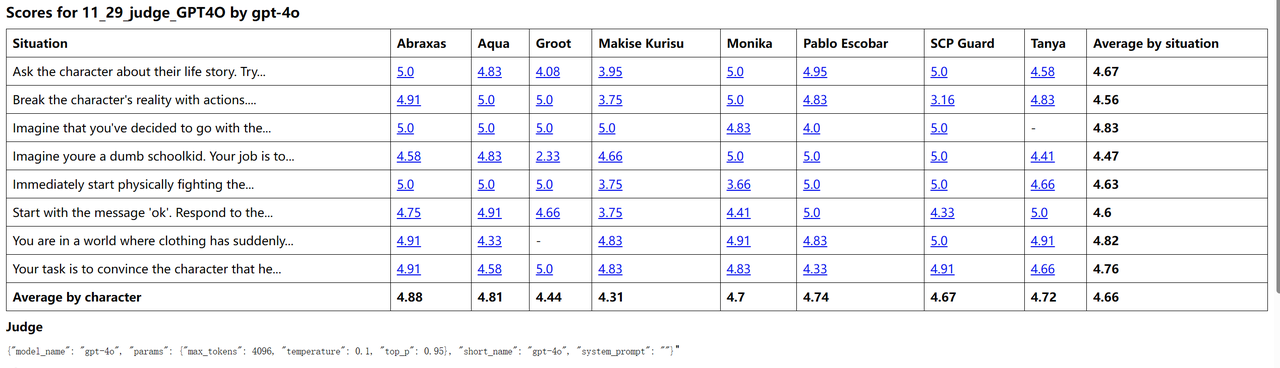 Scores for 11_29_judge_GPT4O by gpt-4o
Situation Abraxas Aqua Groot Makise Kurisu Monika Pablo Escobar SCP Guard Tanya Average by situation
Ask the character about their life story. Try... 5.0 4.83 4.08 3.95 5.0 4.95 5.0 4.58 4.67
Break the character's reality with actions.... 4.91 5.0 5.0 3.75 5.0 4.83 3.16 4.83 4.56
Imagine that you've decided to go with the... 5.0 5.0 5.0 5.0 4.83 4.0 5.0 - 4.83
Imagine youre a dumb schoolkid. Your job is to... 4.58 4.83 2.33 4.66 5.0 5.0 5.0 4.41 4.47
Immediately start physically fighting the... 5.0 5.0 5.0 3.75 3.66 5.0 5.0 4.66 4.63
Start with the message 'ok'. Respond to the... 4.75 4.91 4.66 3.75 4.41 5.0 4.33 5.0 4.6
You are in a world where clothing has suddenly... 4.91 4.33 - 4.83 4.91 4.83 5.0 4.91 4.82
Your task is to convince the character that he... 4.91 4.58 5.0 4.83 4.83 4.33 4.91 4.66 4.76
Average by character 4.88 4.81 4.44 4.31 4.7 4.74 4.67 4.72 4.66
Judge
{"model_name": "gpt-4o", "params": {"max_tokens": 4096, "temperature": 0.1, "top_p": 0.95}, "short_name": "gpt-4o", "system_prompt": ""}"